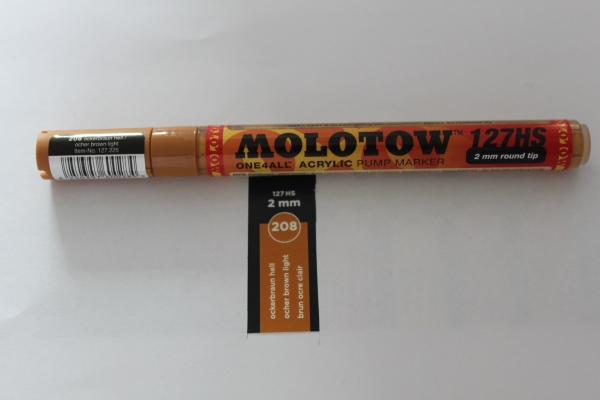 208 ockerbraun hell /
ocher brown light
Item-No. 127.225
MOLOTOW™
ONE4ALL™ ACRYLIC PUMP MARKER
127HS
2 mm round tip
127 HS
2 mm
208
ockerbraun hell
ocher brown light
brun ocre clair